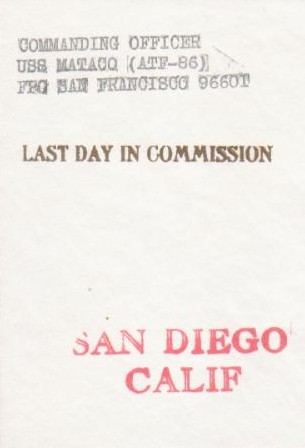 COMMANDING OFFICER
USS MATACO (ATF-86)
FPO SAN FRANCISCO 96601
LAST DAY IN COMMISSION
SAN DIEGO
CALIF